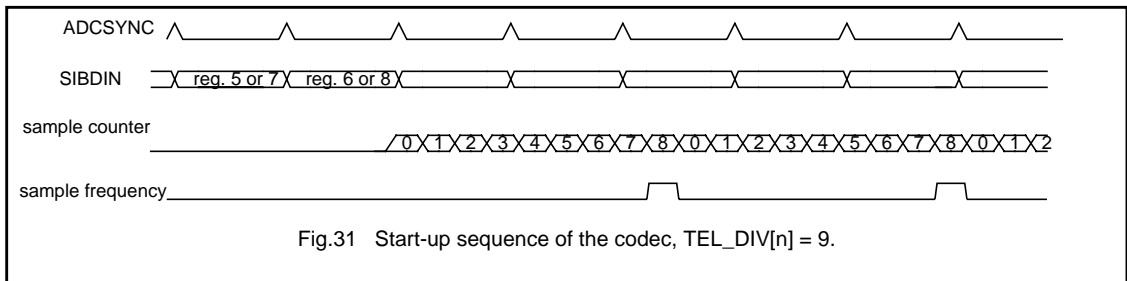 ADCSYNC
SIBDIN reg. 5 or 7 reg. 6 or 8
sample counter 0 1 2 3 4 5 6 7 8 0 1 2 3 4 5 6 7 8 0 1 2
sample frequency
Fig.31 Start-up sequence of the codec, TEL_DIV[n] = 9.